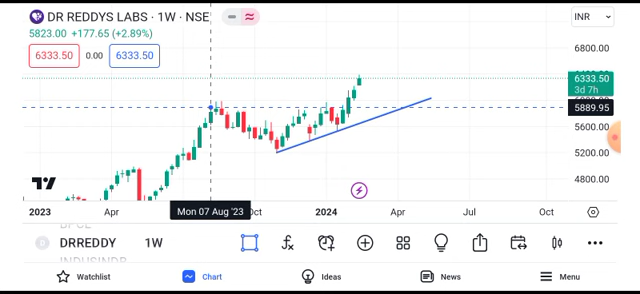 DR REDDYS LABS · 1W · NSE
INR
5823.00 +177.65 (+2.89%)
6333.50 0.00 6333.50
6800.00
6333.50
3d 7h
5889.95
5600.00
5200.00
4800.00
2023 Apr Mon 07 Aug '23 Oct 2024 Apr Jul Oct
BPCL
DRREDDY 1W
INDUSINDB
Watchlist Chart Ideas News Menu